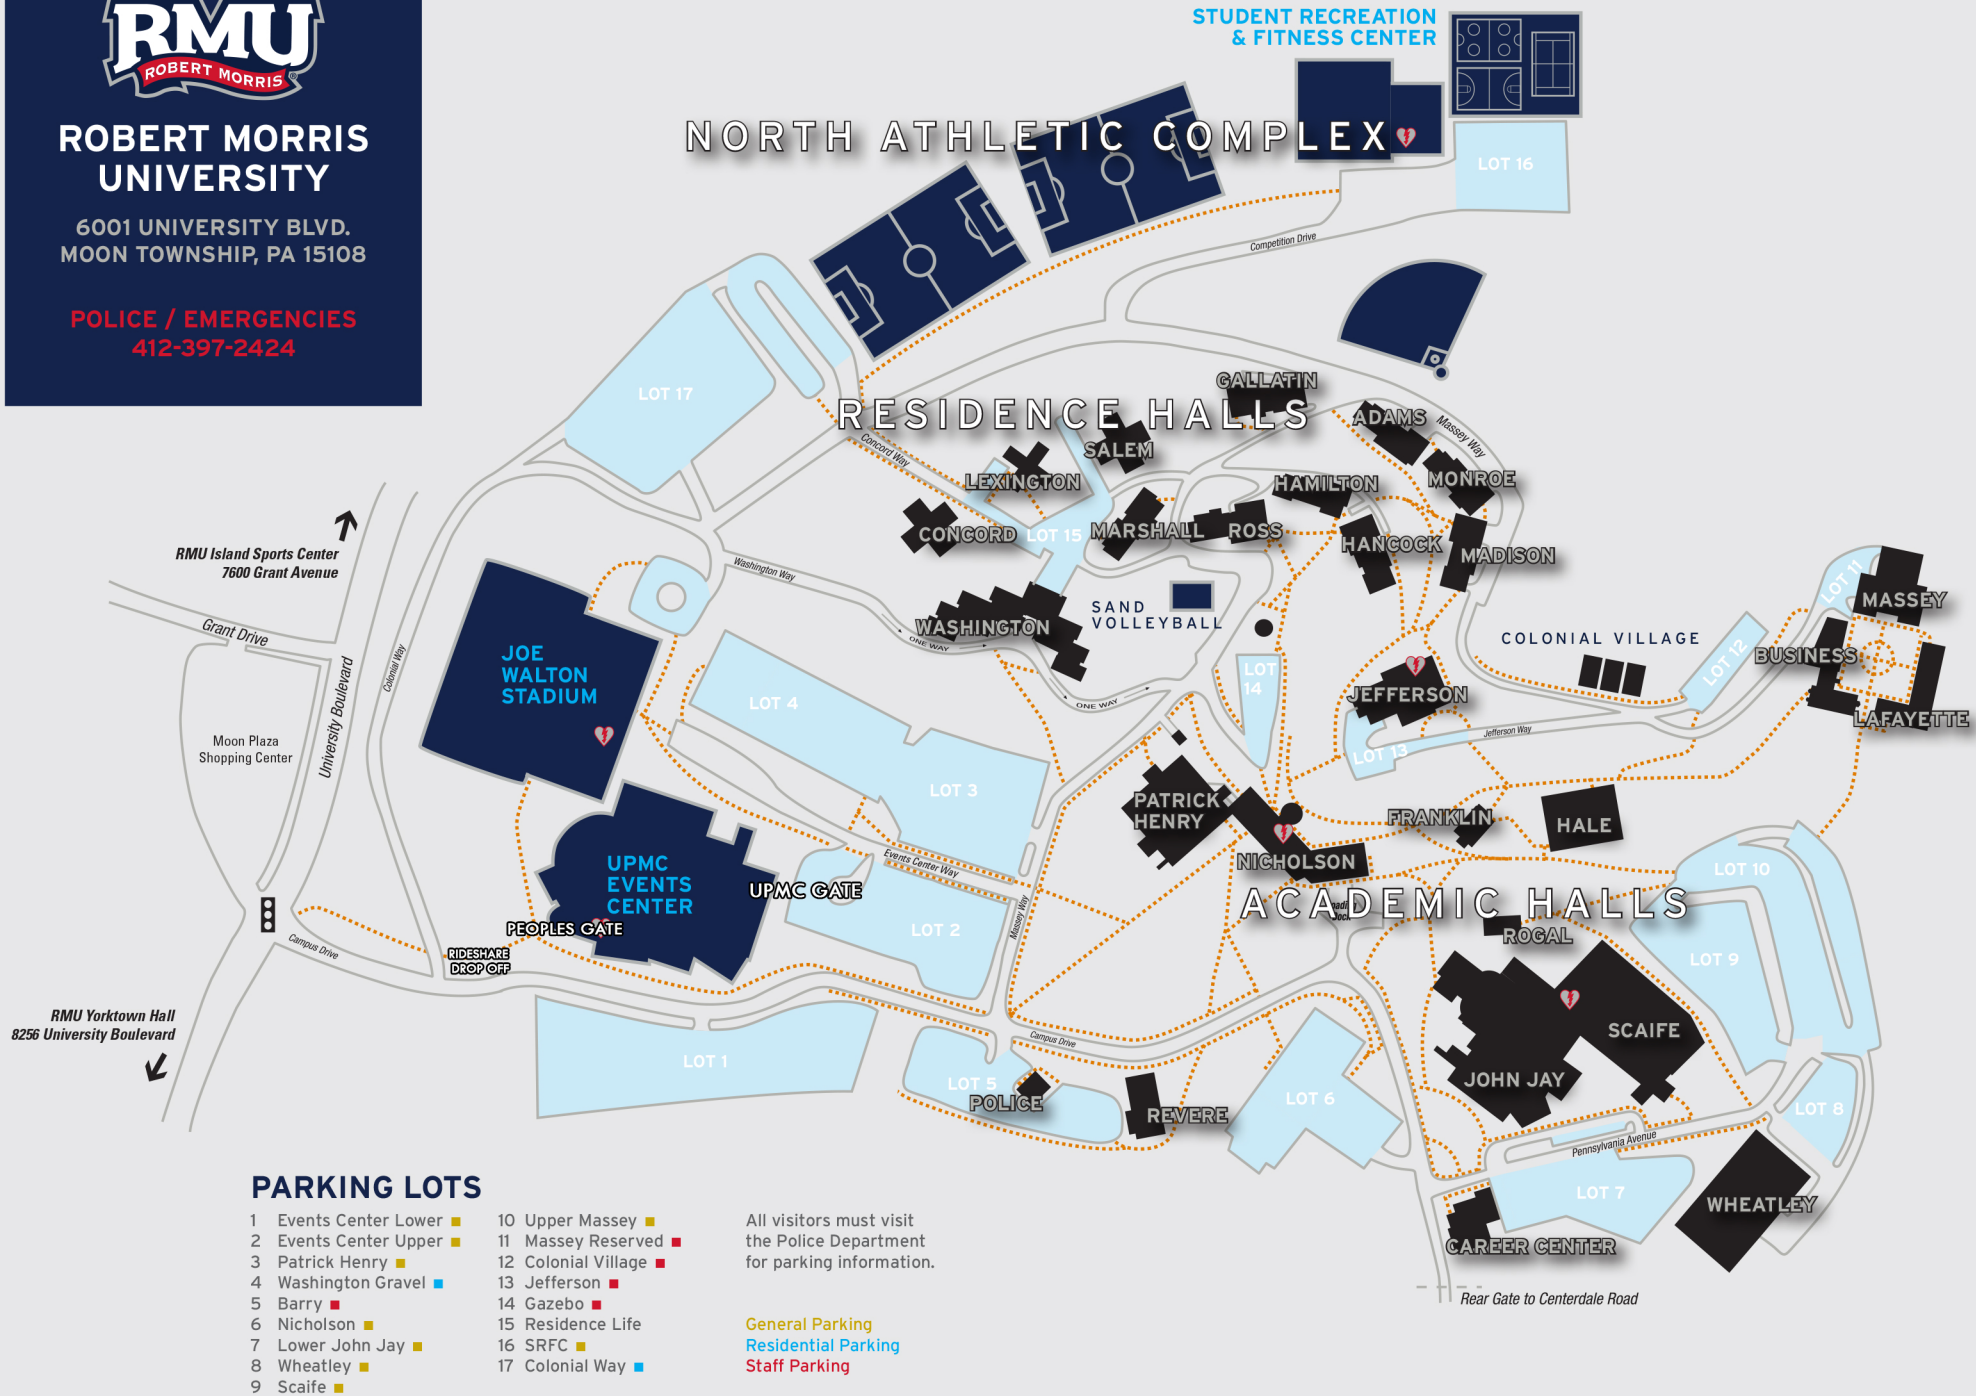 RMU
ROBERT MORRIS
ROBERT MORRIS
UNIVERSITY
6001 UNIVERSITY BLVD.
MOON TOWNSHIP, PA 15108
POLICE / EMERGENCIES
412-397-2424
STUDENT RECREATION
& FITNESS CENTER
NORTH ATHLETIC COMPLEX
LOT 16
Competition Drive
LOT 17
RESIDENCE HALLS
GALLATIN
ADAMS
Massey Way
Concord Way
SALEM
LEXINGTON
HAMILTON
MONROE
CONCORD
LOT 15
MARSHALL
ROSS
HANCOCK
MADISON
RMU Island Sports Center
7600 Grant Avenue
Washington Way
SAND
VOLLEYBALL
WASHINGTON
ONE WAY
ONE WAY
Grant Drive
Colonial Way
University Boulevard
Moon Plaza
Shopping Center
JOE
WALTON
STADIUM
LOT 4
LOT 3
LOT
14
JEFFERSON
LOT 13
Jefferson Way
COLONIAL VILLAGE
LOT 12
LOT 11
MASSEY
BUSINESS
LAFAYETTE
PATRICK
HENRY
NICHOLSON
FRANKLIN
HALE
UPMC
EVENTS
CENTER
UPMC GATE
PEOPLES GATE
RIDESHARE
DROP OFF
Events Center Way
Massey Way
LOT 2
Campus Drive
ACADEMIC HALLS
ROGAL
LOT 10
LOT 9
SCAIFE
JOHN JAY
RMU Yorktown Hall
8256 University Boulevard
LOT 1
Campus Drive
LOT 5
POLICE
REVERE
LOT 6
LOT 8
Pennsylvania Avenue
LOT 7
WHEATLEY
CAREER CENTER
Rear Gate to Centerdale Road
PARKING LOTS
1 Events Center Lower
2 Events Center Upper
3 Patrick Henry
4 Washington Gravel
5 Barry
6 Nicholson
7 Lower John Jay
8 Wheatley
9 Scaife
10 Upper Massey
11 Massey Reserved
12 Colonial Village
13 Jefferson
14 Gazebo
15 Residence Life
16 SRFC
17 Colonial Way
All visitors must visit
the Police Department
for parking information.
General Parking
Residential Parking
Staff Parking